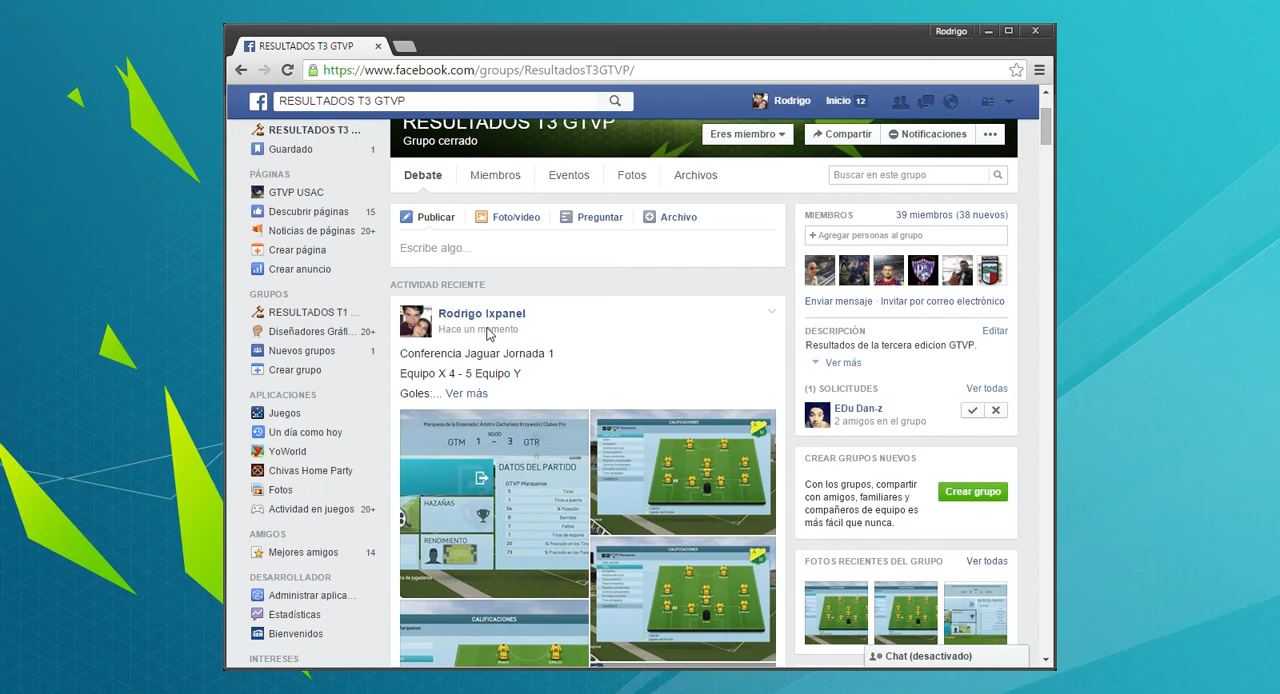 Rodrigo
RESULTADOS T3 GTVP
https://www.facebook.com/groups/ResultadosT3GTVP/
RESULTADOS T3 GTVP
Rodrigo
Inicio 12
RESULTADOS T3 ...
Guardado 1
PÁGINAS
GTVP USAC
Descubrir páginas 15
Noticias de páginas 20+
Crear página
Crear anuncio
GRUPOS
RESULTADOS T1 ...
Diseñadores Gráfi... 20+
Nuevos grupos 1
Crear grupo
APLICACIONES
Juegos
Un día como hoy
YoWorld
Chivas Home Party
Fotos
Actividad en juegos 20+
AMIGOS
Mejores amigos 14
DESARROLLADOR
Administrar aplica...
Estadísticas
Bienvenidos
INTERESES
RESULTADOS T3 GTVP
Grupo cerrado
Eres miembro
Compartir
Notificaciones
...
Debate
Miembros
Eventos
Fotos
Archivos
Buscar en este grupo
Publicar
Foto/video
Preguntar
Archivo
Escribe algo...
ACTIVIDAD RECIENTE
Rodrigo Ixpanel
Hace un momento
Conferencia Jaguar Jornada 1
Equipo X 4 - 5 Equipo Y
Goles:... Ver más
90:00
GTM 1 - 3 GTR
DATOS DEL PARTIDO
GTVP Marquense
HAZAÑAS
RENDIMIENTO
CALIFICACIONES
CALIFICACIONES
CALIFICACIONES
MIEMBROS
39 miembros (38 nuevos)
+ Agregar personas al grupo
Enviar mensaje · Invitar por correo electrónico
DESCRIPCIÓN
Editar
Resultados de la tercera edicion GTVP.
Ver más
(1) SOLICITUDES
Ver todas
EDu Dan-z
2 amigos en el grupo
CREAR GRUPOS NUEVOS
Con los grupos, compartir
con amigos, familiares y
compañeros de equipo es
más fácil que nunca.
Crear grupo
FOTOS RECIENTES DEL GRUPO
Ver todas
Chat (desactivado)